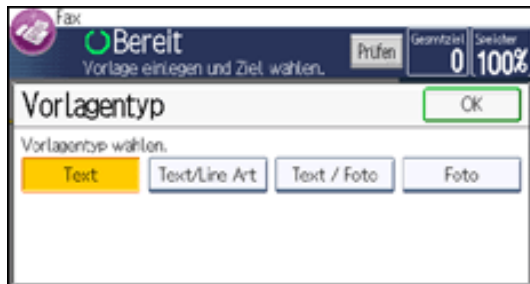 Fax
Bereit
Vorlage einlegen und Ziel wählen.
Prüfen
Gesmtziel
0
Speicher
100%
Vorlagentyp
OK
Vorlagentyp wählen.
Text
Text/Line Art
Text / Foto
Foto